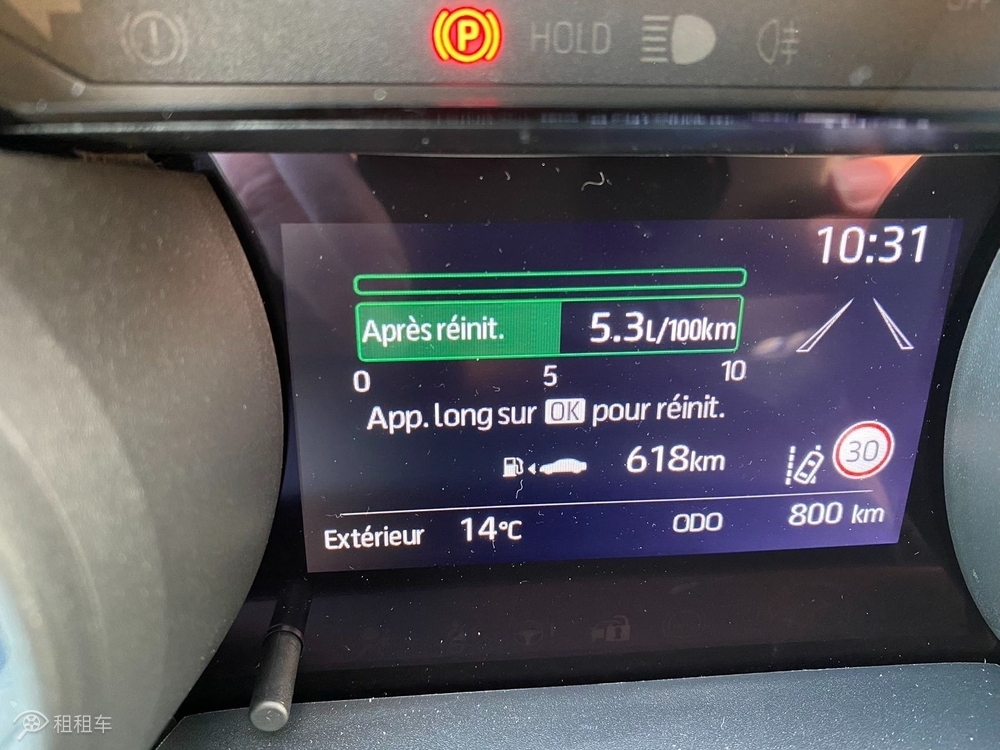 P HOLD
10:31
Après réinit. 5.3L/100km
0 5 10
App. long sur OK pour réinit.
618km
30
Extérieur 14°C ODO 800 km
租租车